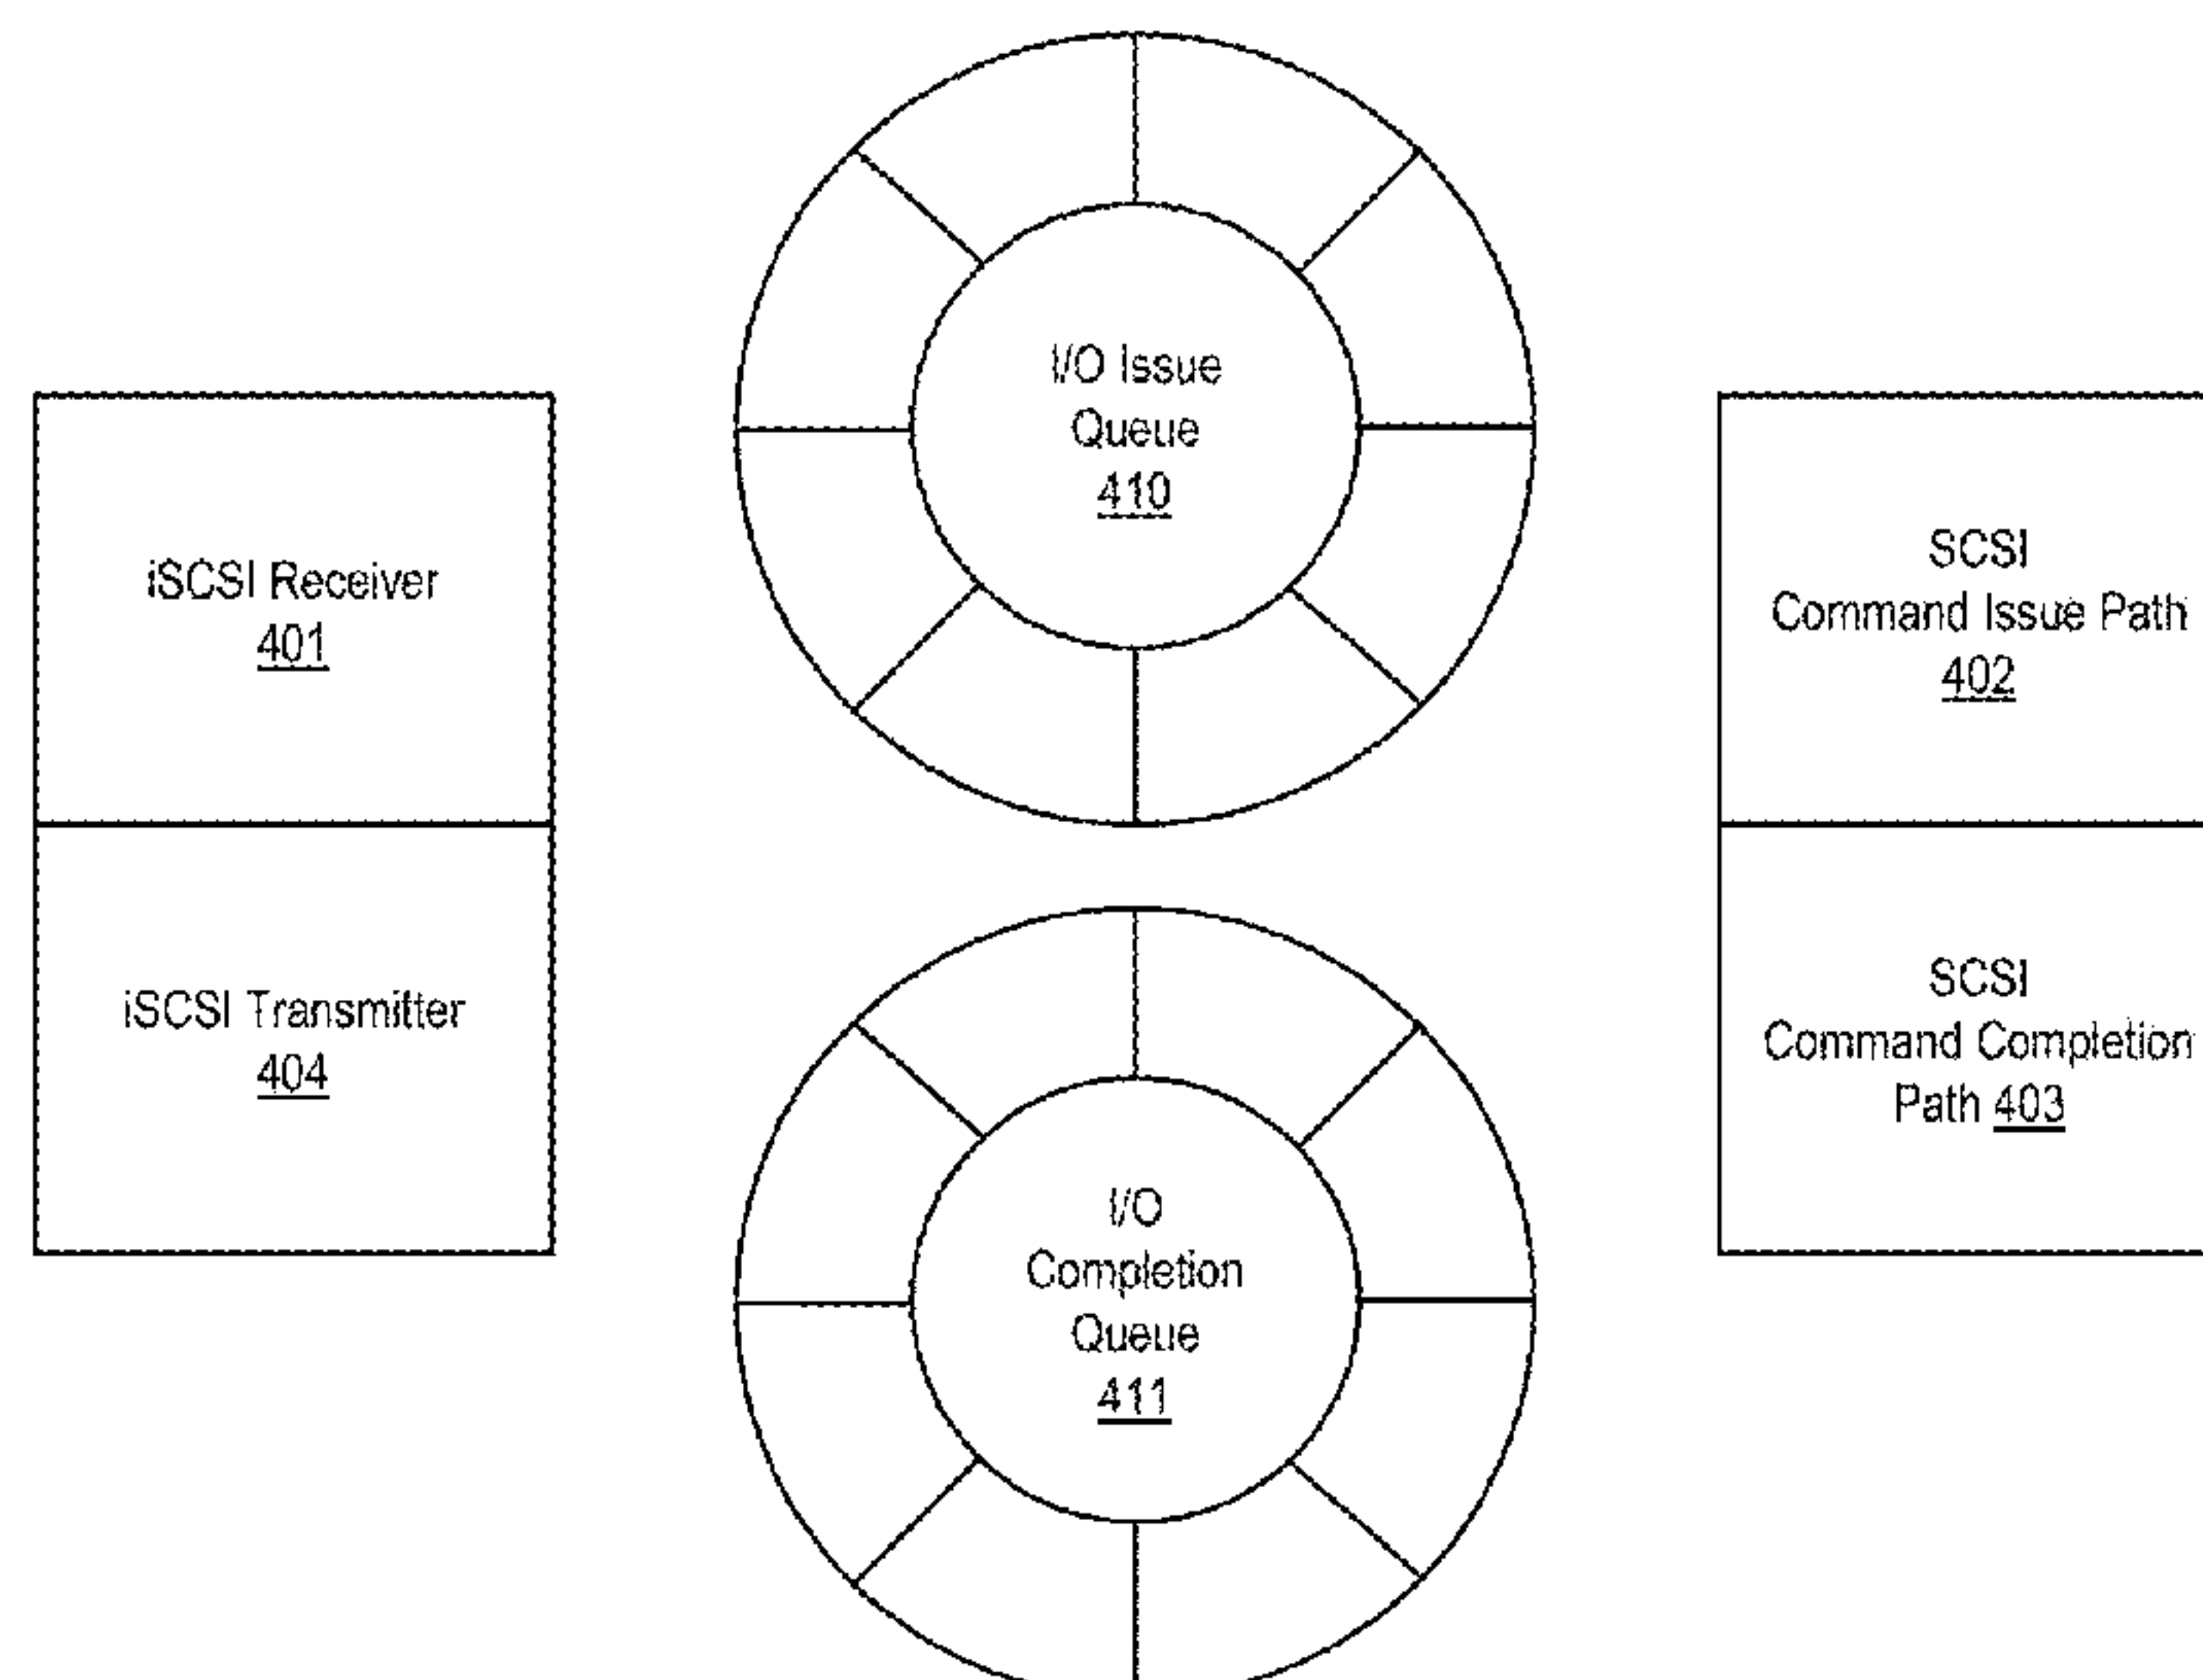 I/O Issue
Queue
410
iSCSI Receiver
401
SCSI
Command Issue Path
402
iSCSI Transmitter
404
SCSI
Command Completion
Path 403
I/O
Completion
Queue
411